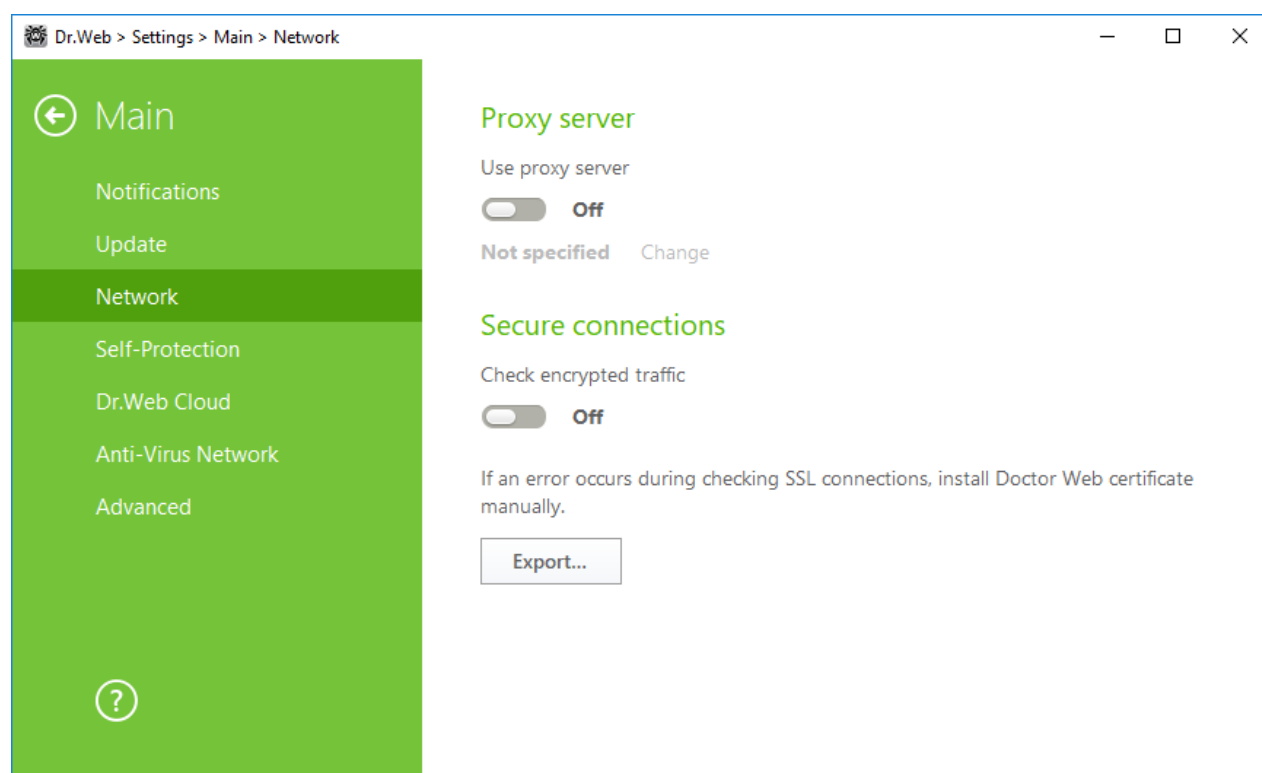 Dr.Web > Settings > Main > Network
Main
Notifications
Update
Network
Self-Protection
Dr.Web Cloud
Anti-Virus Network
Advanced
?
Proxy server
Use proxy server
Off
Not specified Change
Secure connections
Check encrypted traffic
Off
If an error occurs during checking SSL connections, install Doctor Web certificate
manually.
Export...